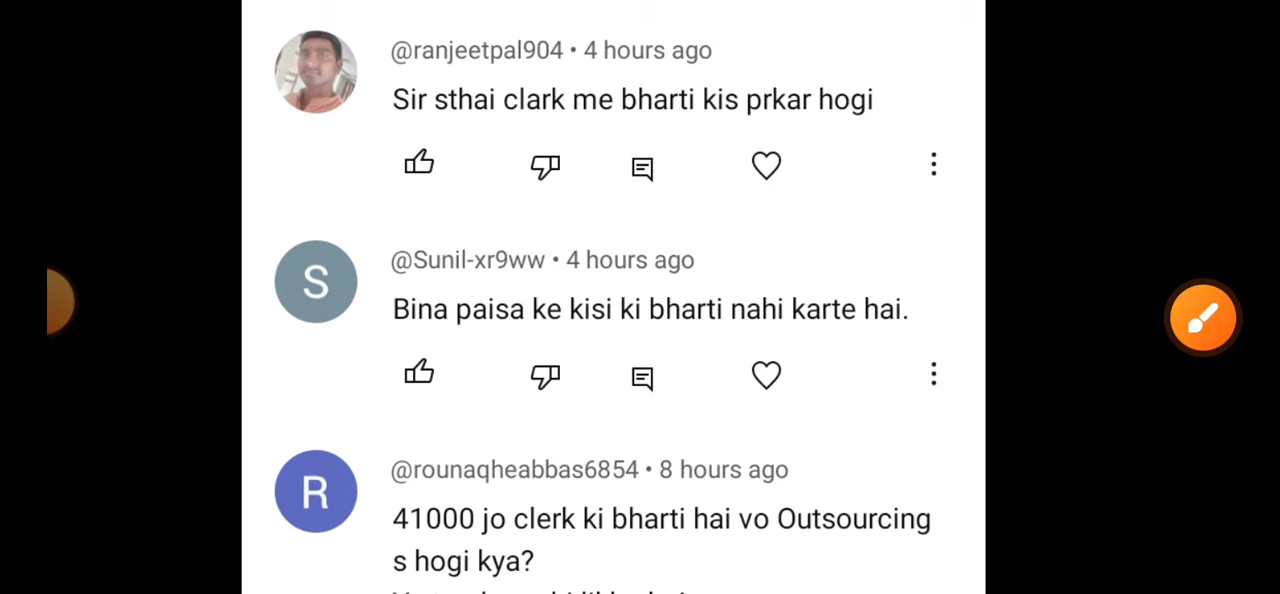 @ranjeetpal904 • 4 hours ago
Sir sthai clark me bharti kis prkar hogi
S
@Sunil-xr9ww • 4 hours ago
Bina paisa ke kisi ki bharti nahi karte hai.
R
@rounaqheabbas6854 • 8 hours ago
41000 jo clerk ki bharti hai vo Outsourcing
s hogi kya?